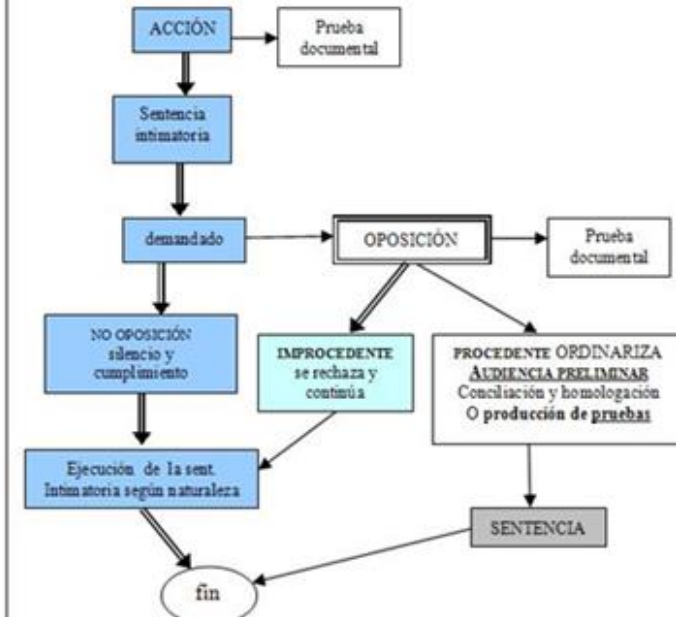 ACCIÓN
Prueba
documental
Sentencia
intimatoria
demandado
OPOSICIÓN
Prueba
documental
NO OPOSICIÓN
silencio y
cumplimiento
IMPROCEDENTE
se rechaza y
continúa
PROCEDENTE ORDINARIZA
AUDIENCIA PRELIMINAR
Conciliación y homologación
O producción de pruebas
Ejecución de la sent.
Intimatoria según naturaleza
SENTENCIA
fin